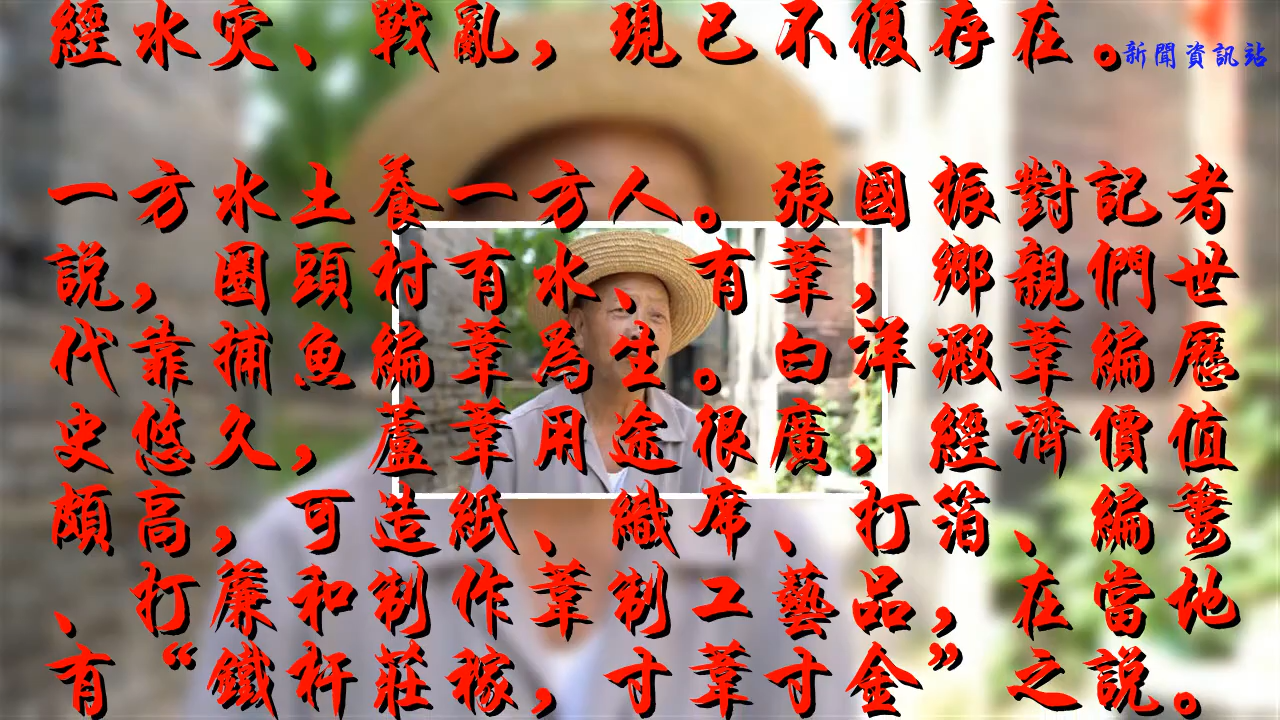 經水灾、戰亂，現已不復存在。
新聞資訊站
一方水土養一方人。張國振對記者
說，圈頭村有水、有葦，鄉親們世
代靠捕魚編葦為生。白洋澱葦編歷
史悠久，蘆葦用途很廣，經濟價值
頗高，可造紙、織席、打箔、編簍
、打簾和制作葦制工藝品，在當地
有“鐵杆莊稼，寸葦寸金”之說。